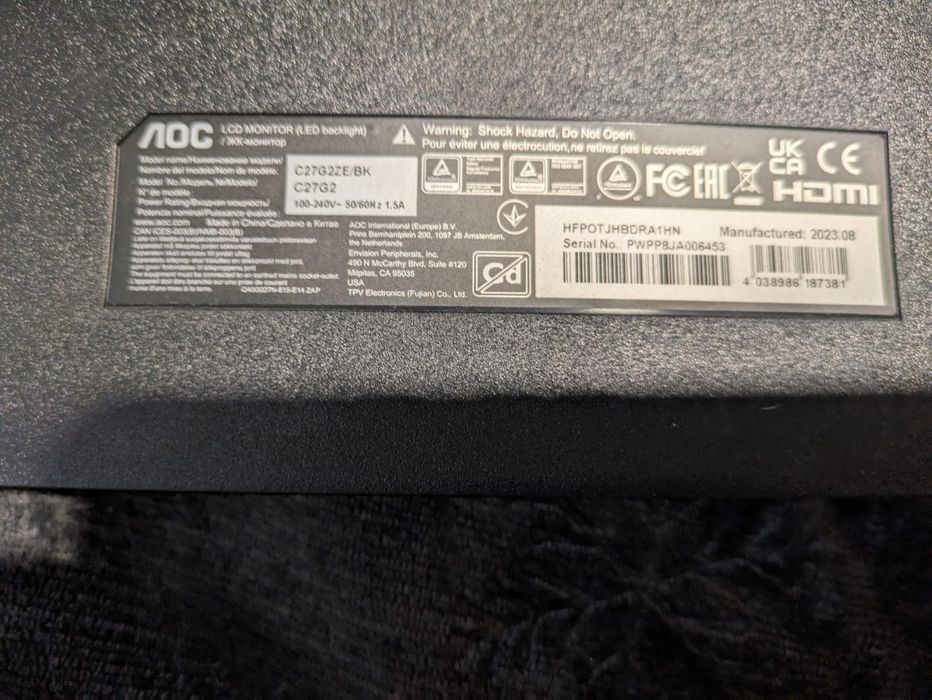 AOC
LCD MONITOR (LED backlight)
/ ЖК-монитор
Warning: Shock Hazard, Do Not Open.
Pour éviter une électrocution,ne retirez pas le couvercle!
Model name/Наименование модели/
Nombre del modelo/Nom de modèle:
Model No./Модель №/Modelo/
N° de modèle:
Power Rating/Входная мощность/
Potencia nominal/Puissance évaluée:
C27G2ZE/BK
C27G2
100-240V~ 50/60Hz 1.5A
www.aoc.com Made in China/Сделано в Китае
CAN ICES-003(B)/NMB-003(B)
AOC International (Europe) B.V.
Prins Bernhardplein 200, 1097 JB Amsterdam,
the Netherlands
Envision Peripherals, Inc.
490 N McCarthy Blvd, Suite #120
Milpitas, CA 95035
USA
TPV Electronics (Fujian) Co., Ltd.
Q40G027N-815-E14 ZAP
FC
EAC
UK
CA
CE
HDMI
Cd
HFPOTJHBDRA1HN
Manufactured: 2023.08
Serial No.: PWPP8JA006453
4 038986 187381